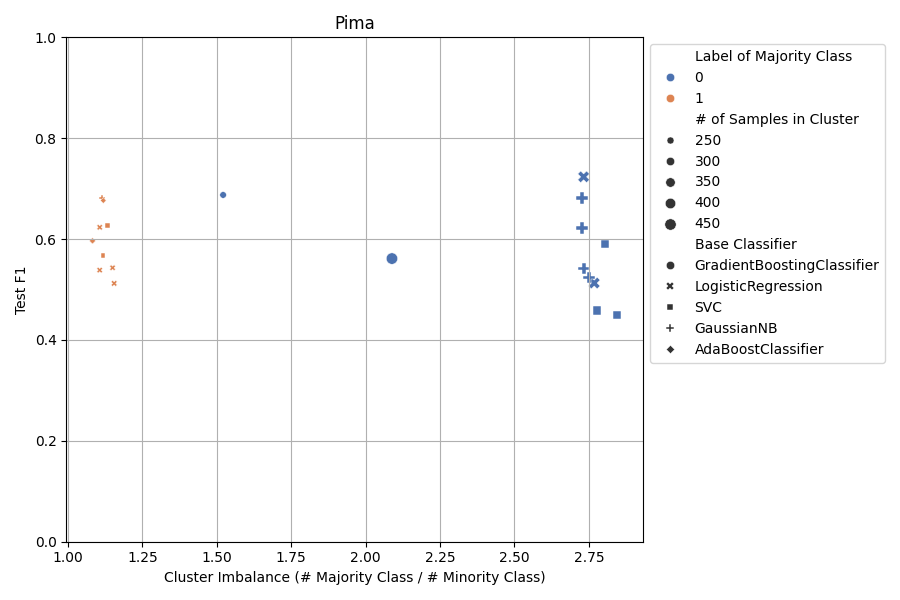 Pima
1.0
0.8
0.6
0.4
0.2
0.0
Test F1
1.00 1.25 1.50 1.75 2.00 2.25 2.50 2.75
Cluster Imbalance (# Majority Class / # Minority Class)
Label of Majority Class
0
1
# of Samples in Cluster
250
300
350
400
450
Base Classifier
GradientBoostingClassifier
LogisticRegression
SVC
GaussianNB
AdaBoostClassifier